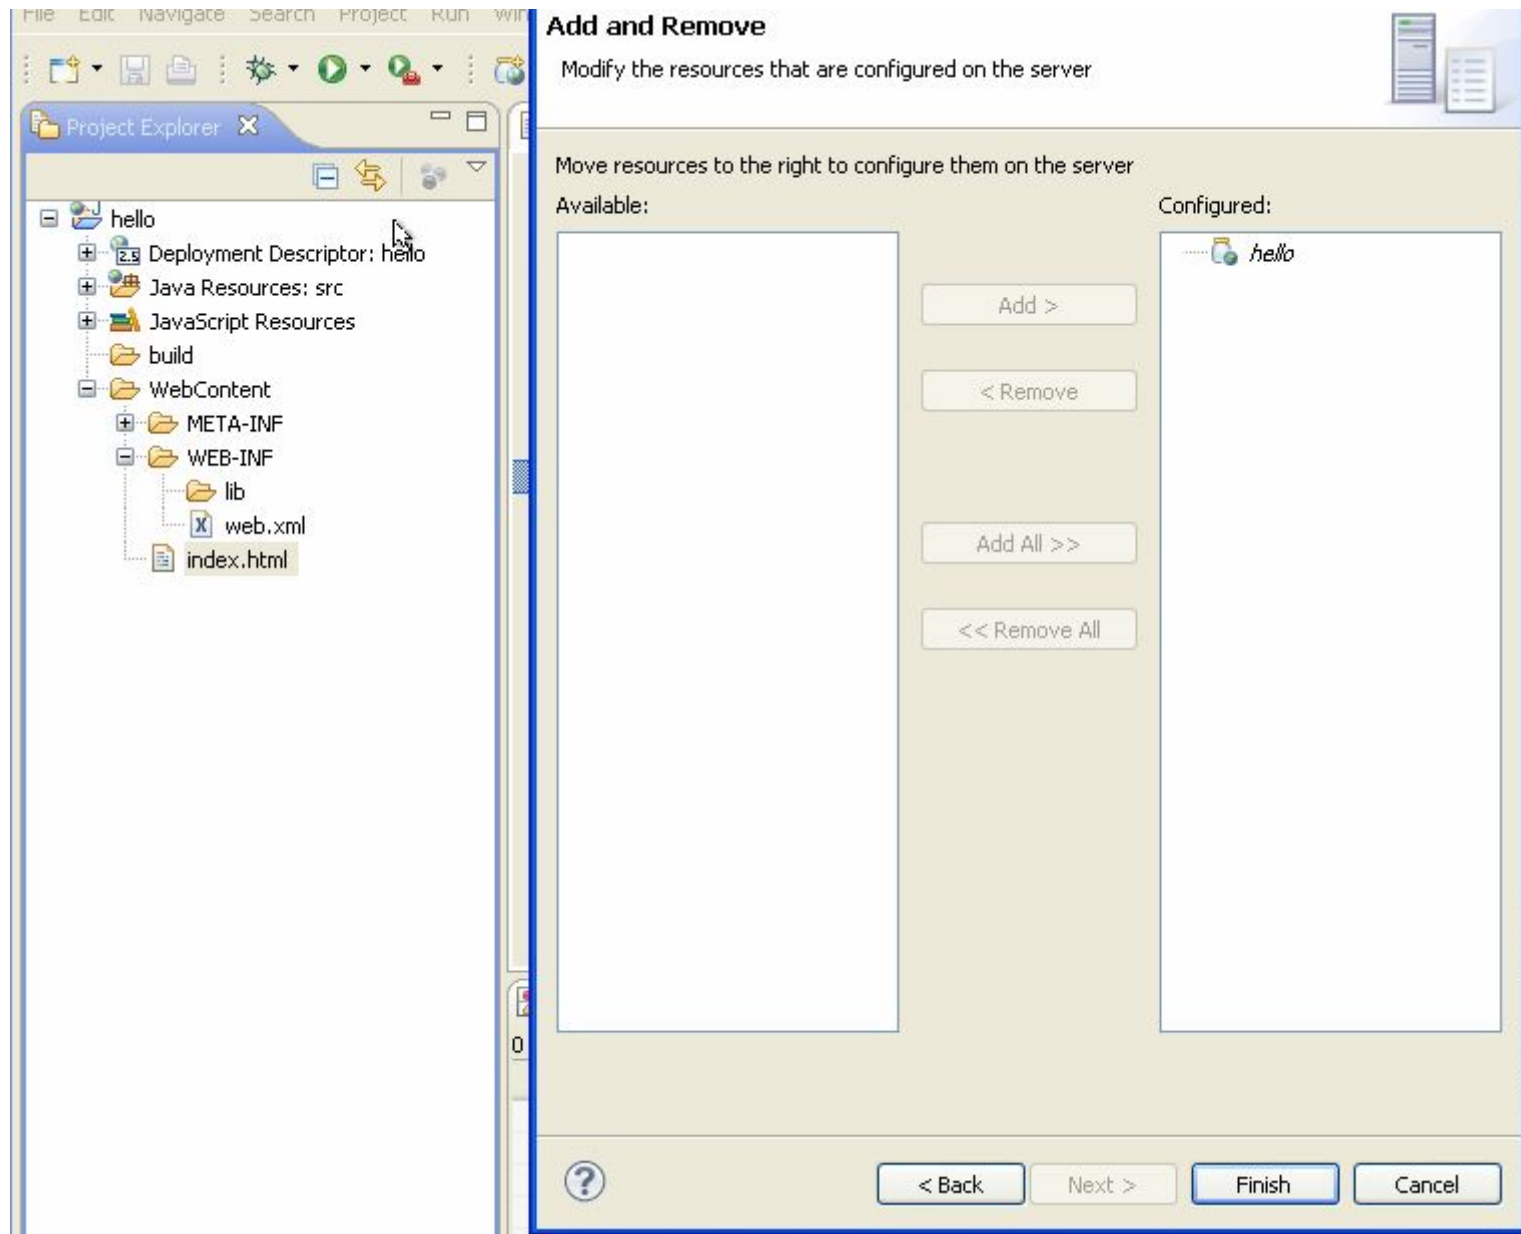 File Edit Navigate Search Project Run Win
Project Explorer
hello
2.5 Deployment Descriptor: hello
Java Resources: src
JavaScript Resources
build
WebContent
META-INF
WEB-INF
lib
X web.xml
index.html
0
Add and Remove
Modify the resources that are configured on the server
Move resources to the right to configure them on the server
Available:
Configured:
hello
Add >
< Remove
Add All >>
<< Remove All
?
< Back
Next >
Finish
Cancel